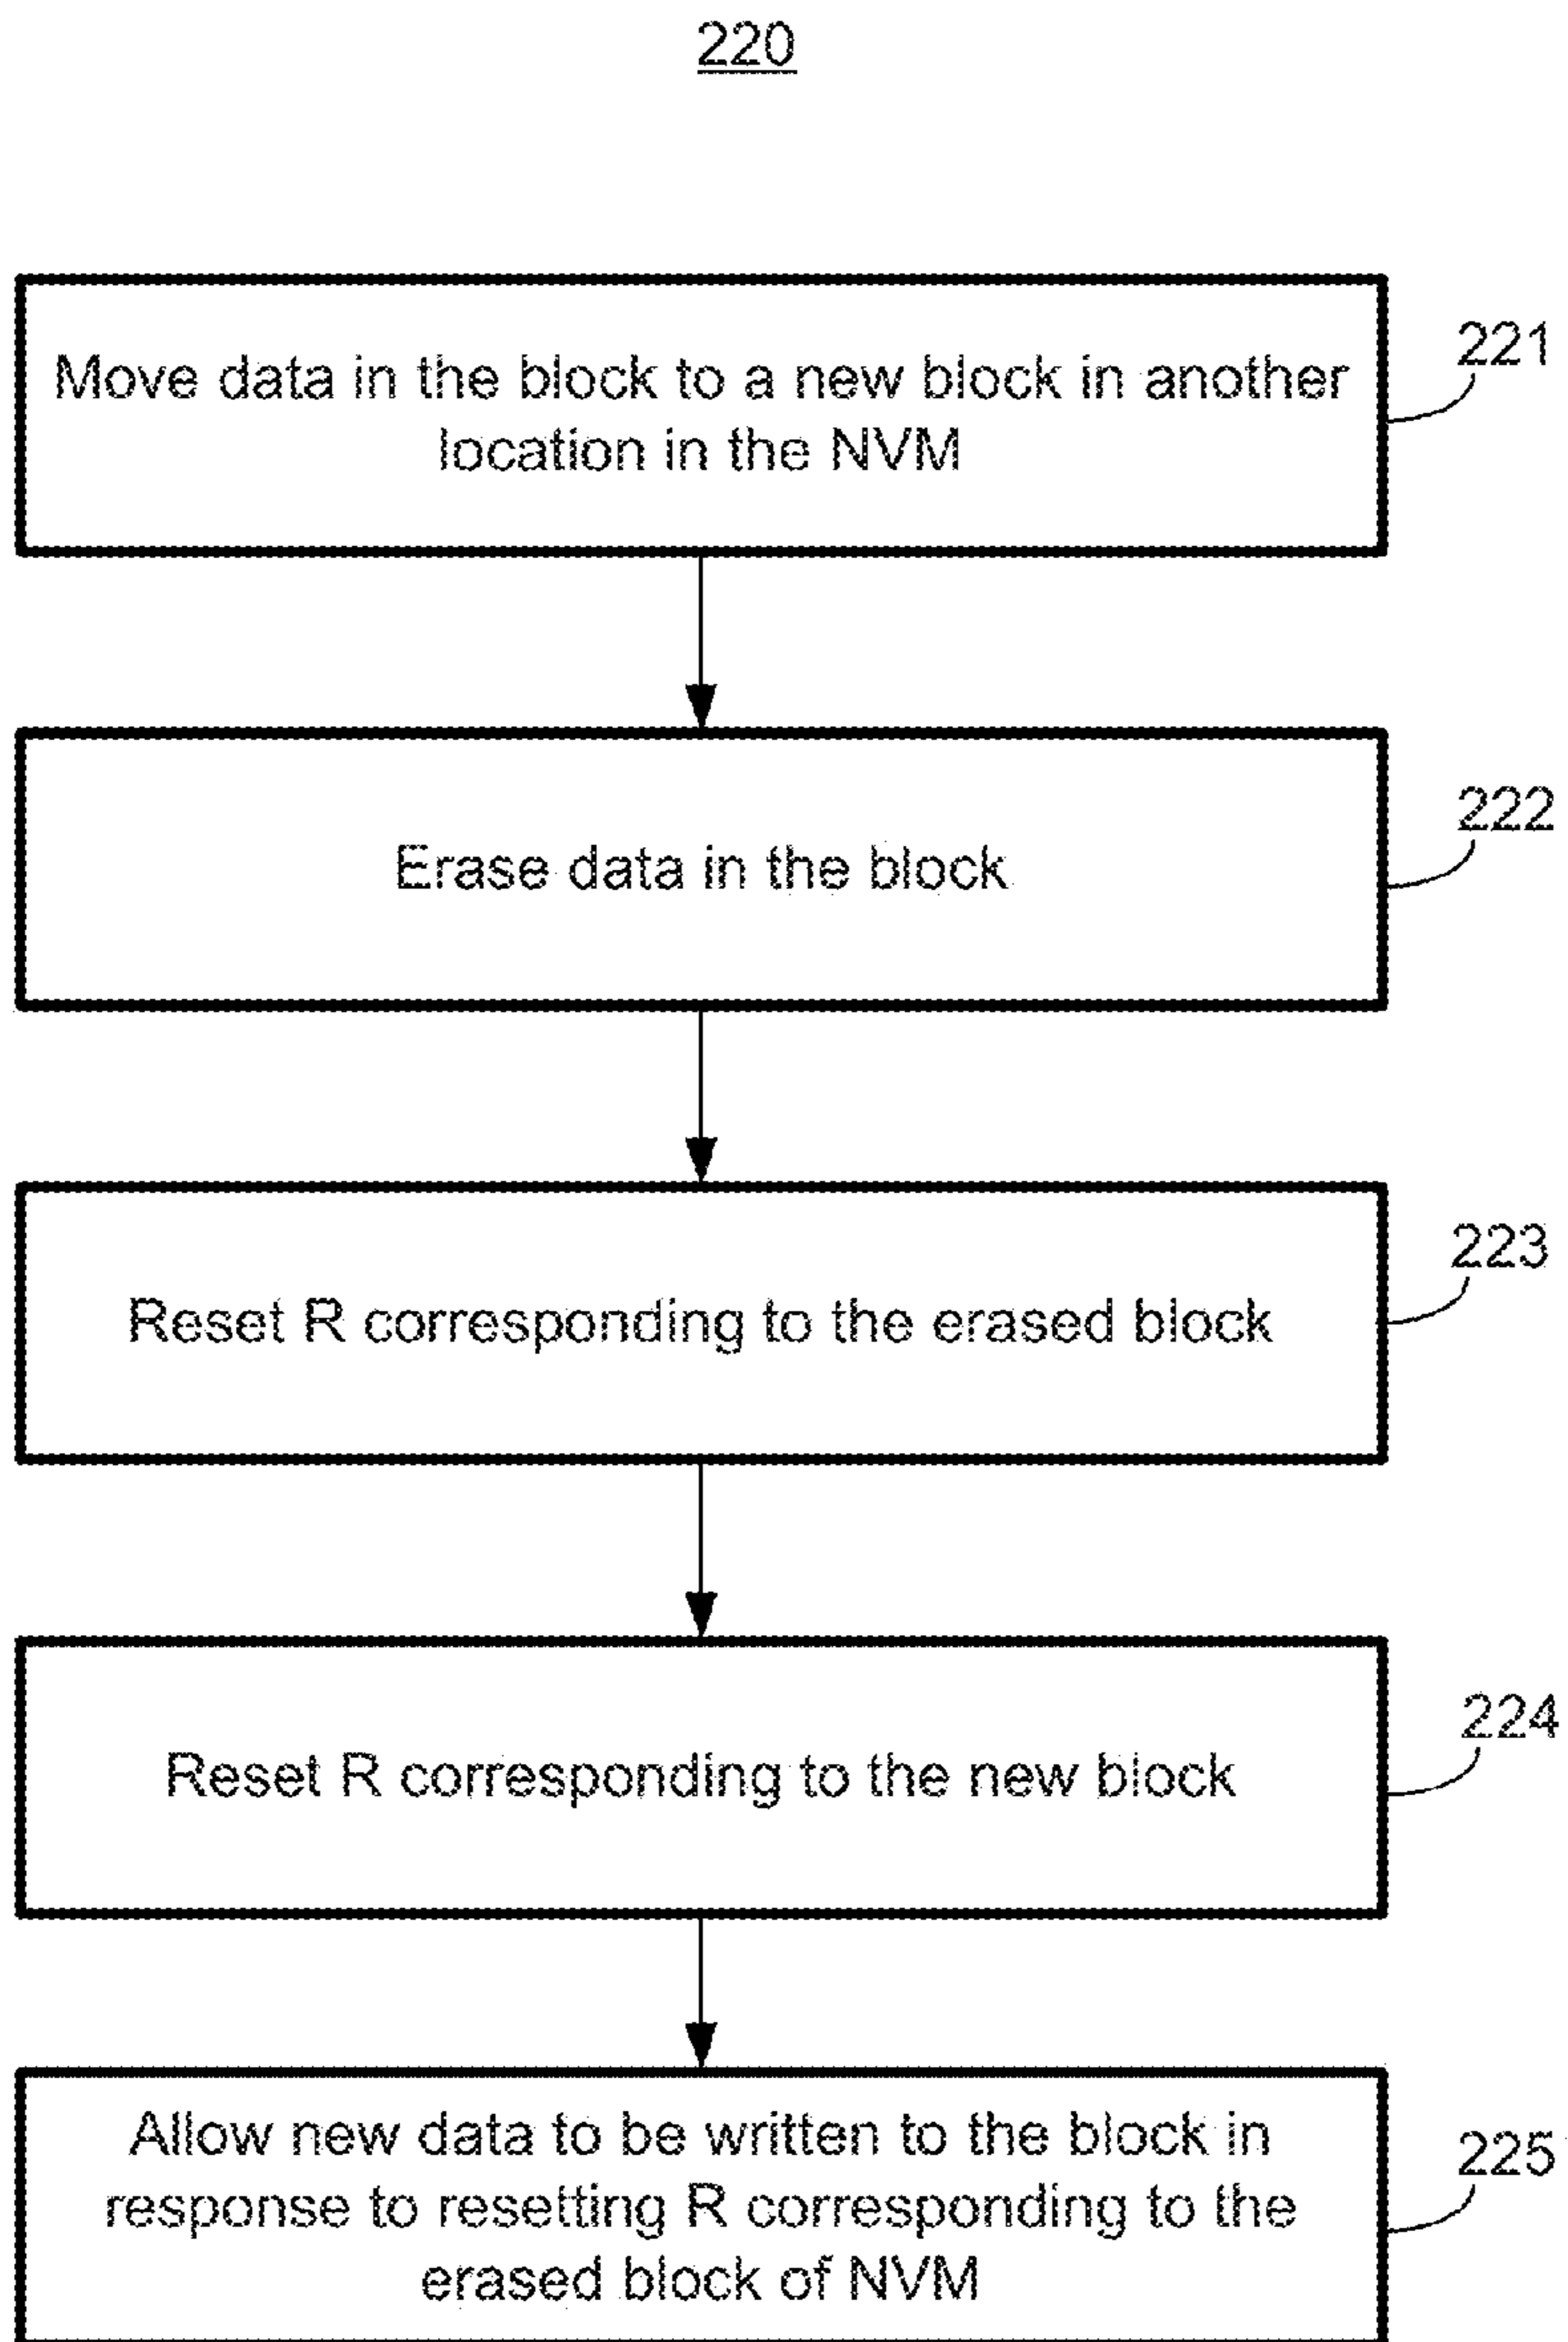 220
Move data in the block to a new block in another
location in the NVM
221
Erase data in the block
222
Reset R corresponding to the erased block
223
Reset R corresponding to the new block
224
Allow new data to be written to the block in
response to resetting R corresponding to the
erased block of NVM
225